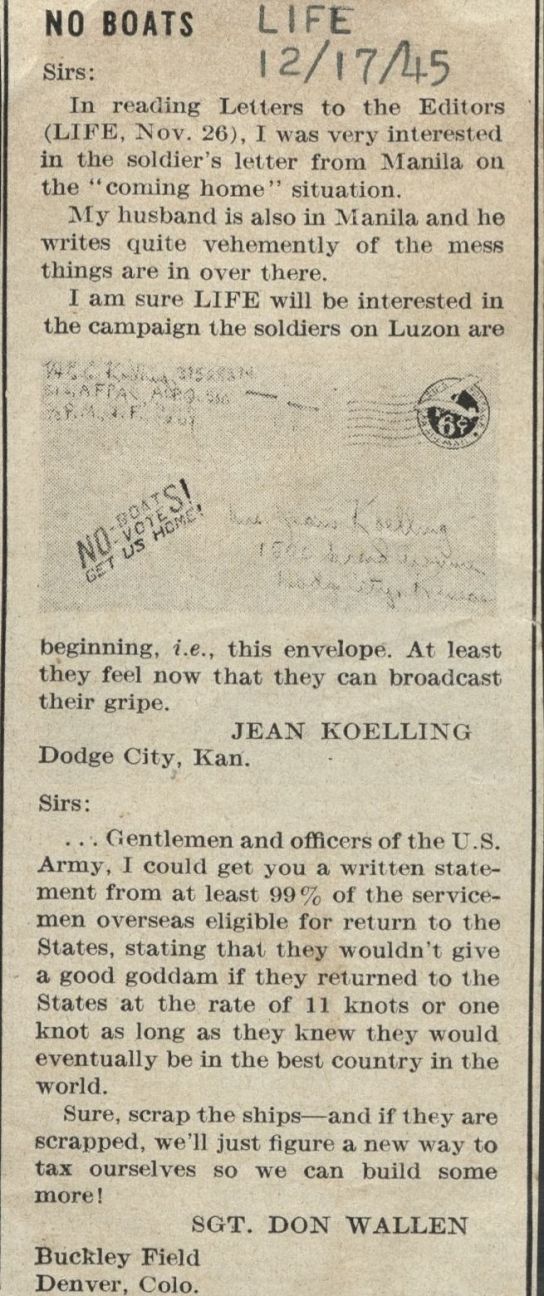 NO BOATS
LIFE
12/17/45
Sirs:
In reading Letters to the Editors
(LIFE, Nov. 26), I was very interested
in the soldier's letter from Manila on
the "coming home" situation.
My husband is also in Manila and he
writes quite vehemently of the mess
things are in over there.
I am sure LIFE will be interested in
the campaign the soldiers on Luzon are
6¢
NO-BOATS
NO-VOTES!
GET US HOME!
beginning, i.e., this envelope. At least
they feel now that they can broadcast
their gripe.
JEAN KOELLING
Dodge City, Kan.
Sirs:
... Gentlemen and officers of the U.S.
Army, I could get you a written state-
ment from at least 99% of the service-
men overseas eligible for return to the
States, stating that they wouldn't give
a good goddam if they returned to the
States at the rate of 11 knots or one
knot as long as they knew they would
eventually be in the best country in the
world.
Sure, scrap the ships—and if they are
scrapped, we'll just figure a new way to
tax ourselves so we can build some
more!
SGT. DON WALLEN
Buckley Field
Denver, Colo.